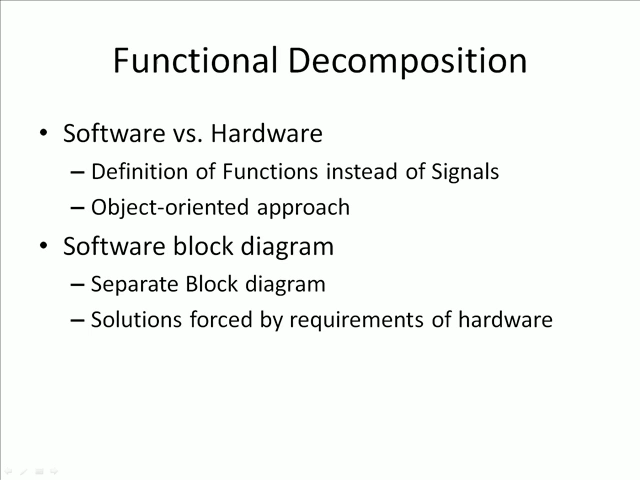 Functional Decomposition
• Software vs. Hardware
– Definition of Functions instead of Signals
– Object-oriented approach
• Software block diagram
– Separate Block diagram
– Solutions forced by requirements of hardware